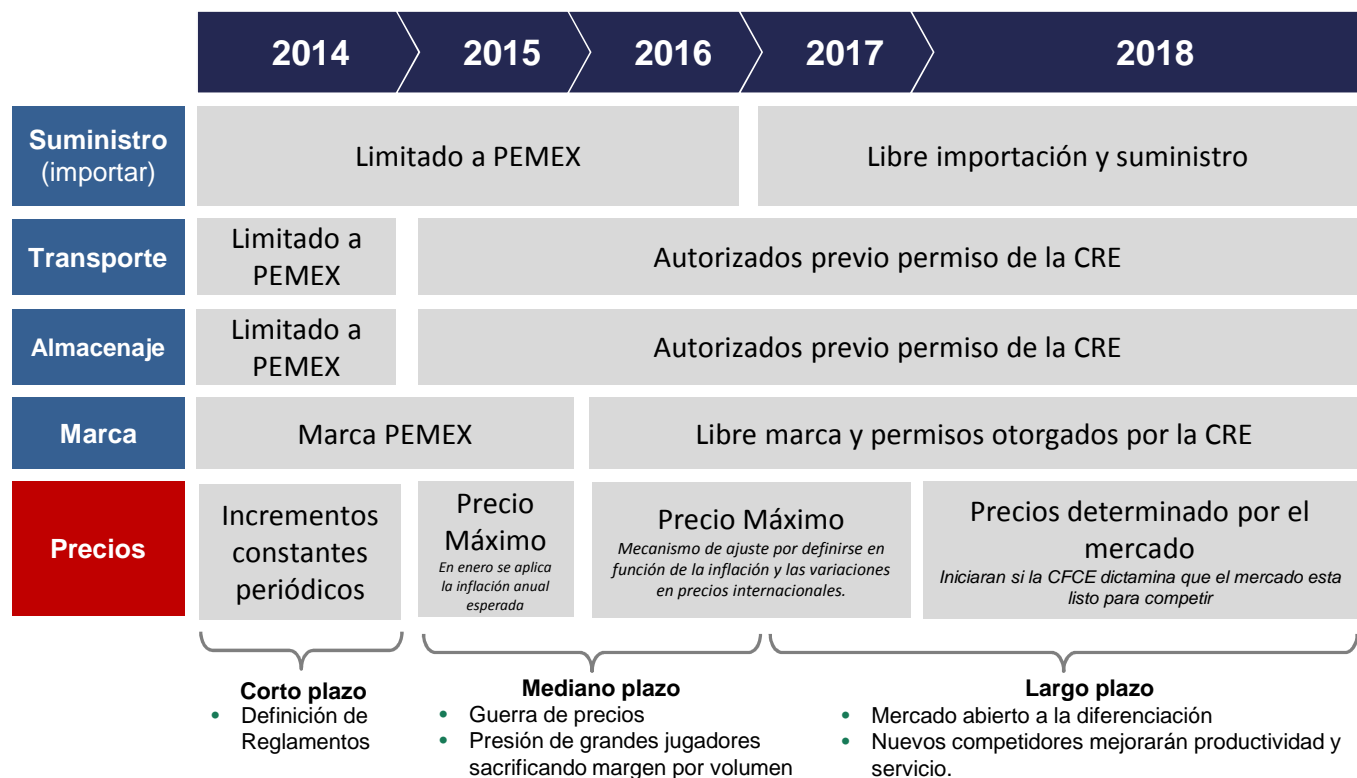 2014
2015
2016
2017
2018
Suministro
(importar)
Limitado a PEMEX
Libre importación y suministro
Transporte
Limitado a
PEMEX
Autorizados previo permiso de la CRE
Almacenaje
Limitado a
PEMEX
Autorizados previo permiso de la CRE
Marca
Marca PEMEX
Libre marca y permisos otorgados por la CRE
Precios
Incrementos
constantes
periódicos
Precio
Máximo
En enero se aplica
la inflación anual
esperada
Precio Máximo
Mecanismo de ajuste por definirse en
función de la inflación y las variaciones
en precios internacionales.
Precios determinado por el
mercado
Iniciaran si la CFCE dictamina que el mercado esta
listo para competir
Corto plazo
• Definición de
Reglamentos
Mediano plazo
• Guerra de precios
• Presión de grandes jugadores
sacrificando margen por volumen
Largo plazo
• Mercado abierto a la diferenciación
• Nuevos competidores mejorarán productividad y
servicio.